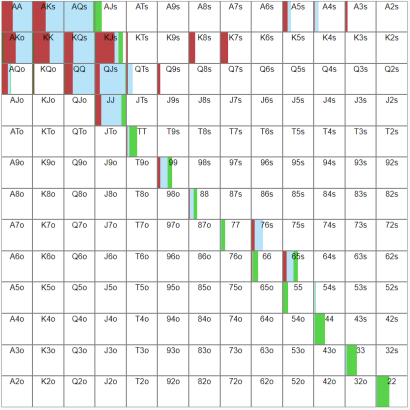 AA AKs AQs AJs ATs A9s A8s A7s A6s A5s A4s A3s A2s
AKo KK KQs KJs KTs K9s K8s K7s K6s K5s K4s K3s K2s
AQo KQo QQ QJs QTs Q9s Q8s Q7s Q6s Q5s Q4s Q3s Q2s
AJo KJo QJo JJ JTs J9s J8s J7s J6s J5s J4s J3s J2s
ATo KTo QTo JTo TT T9s T8s T7s T6s T5s T4s T3s T2s
A9o K9o Q9o J9o T9o 99 98s 97s 96s 95s 94s 93s 92s
A8o K8o Q8o J8o T8o 98o 88 87s 86s 85s 84s 83s 82s
A7o K7o Q7o J7o T7o 97o 87o 77 76s 75s 74s 73s 72s
A6o K6o Q6o J6o T6o 96o 86o 76o 66 65s 64s 63s 62s
A5o K5o Q5o J5o T5o 95o 85o 75o 65o 55 54s 53s 52s
A4o K4o Q4o J4o T4o 94o 84o 74o 64o 54o 44 43s 42s
A3o K3o Q3o J3o T3o 93o 83o 73o 63o 53o 43o 33 32s
A2o K2o Q2o J2o T2o 92o 82o 72o 62o 52o 42o 32o 22